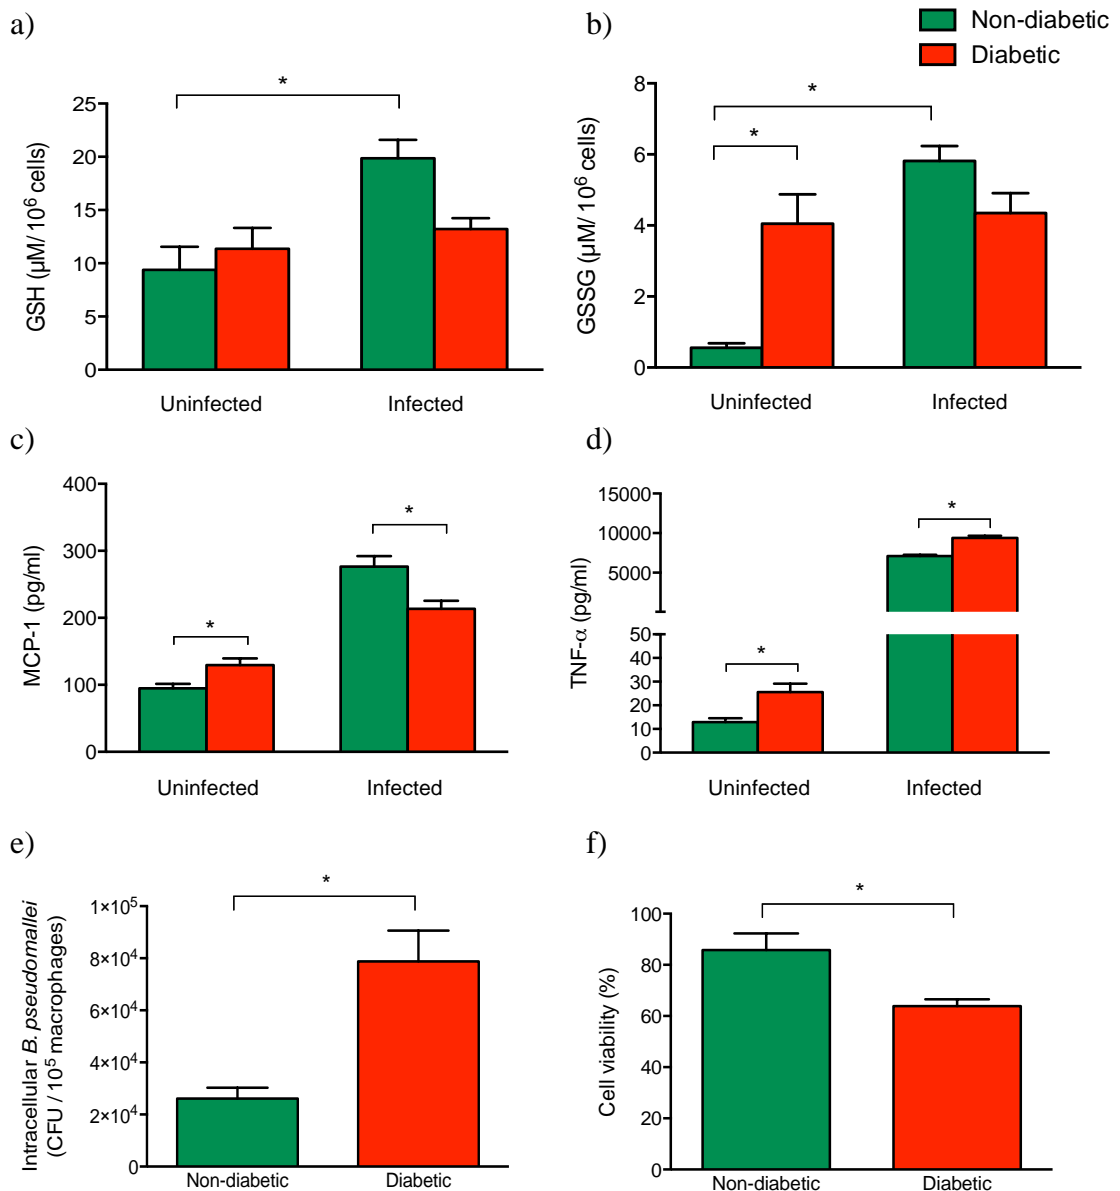 a)
b)
Non-diabetic
Diabetic
*
GSH (µM/ 10⁶ cells)
25
20
15
10
5
0
Uninfected
Infected
*
*
GSSG (µM/ 10⁶ cells)
8
6
4
2
0
Uninfected
Infected
c)
d)
*
*
MCP-1 (pg/ml)
400
300
200
100
0
Uninfected
Infected
*
*
TNF-α (pg/ml)
15000
10000
5000
50
40
30
20
10
0
Uninfected
Infected
e)
f)
*
Intracellular B. pseudomallei
(CFU / 10⁵ macrophages)
1×10⁵
8×10⁴
6×10⁴
4×10⁴
2×10⁴
0
Non-diabetic
Diabetic
*
Cell viability (%)
100
80
60
40
20
0
Non-diabetic
Diabetic